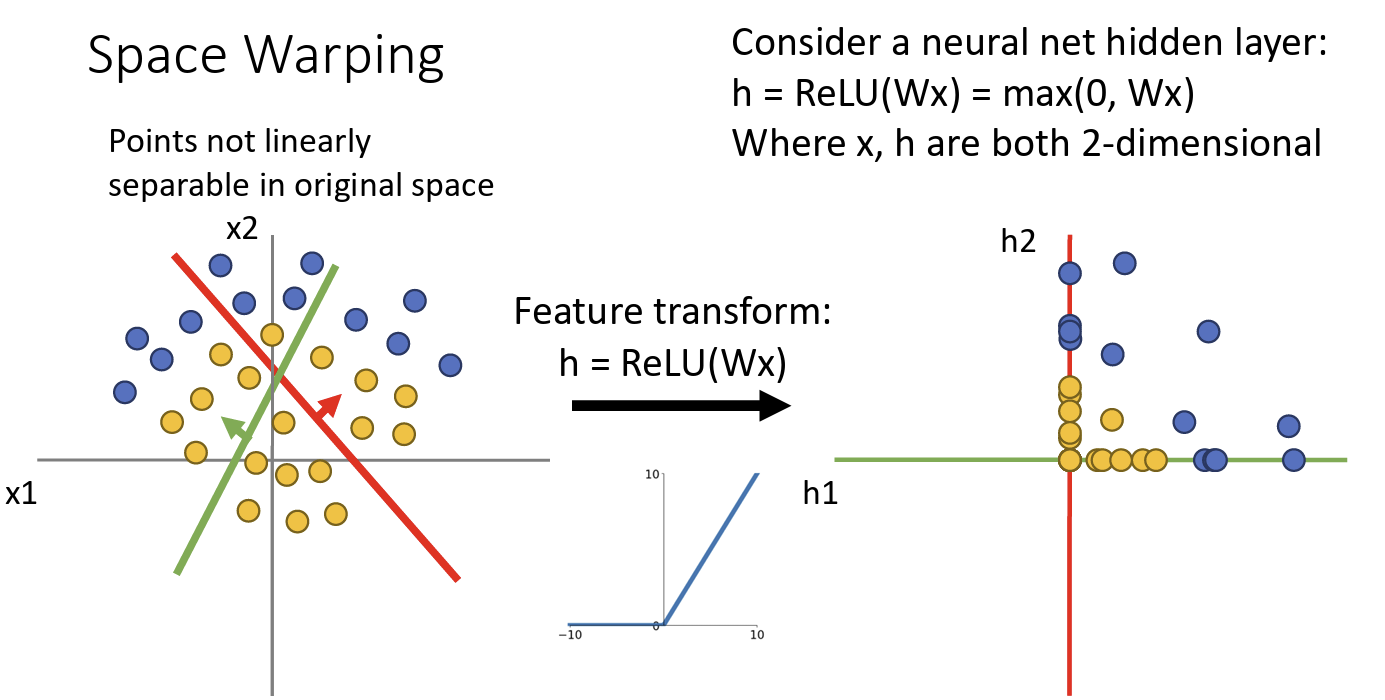 Space Warping
Points not linearly
separable in original space
Consider a neural net hidden layer:
h = ReLU(Wx) = max(0, Wx)
Where x, h are both 2-dimensional
x2
x1
Feature transform:
h = ReLU(Wx)
10
0
−10
10
h2
h1